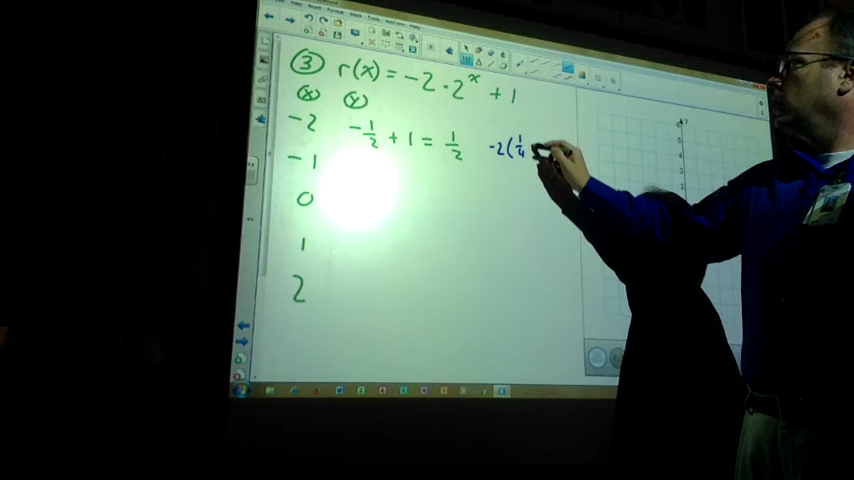 ③ r(x) = -2 · 2^x + 1
(x) (y)
-2 -1/2 + 1 = 1/2 -2(1/4
-1
0
1
2